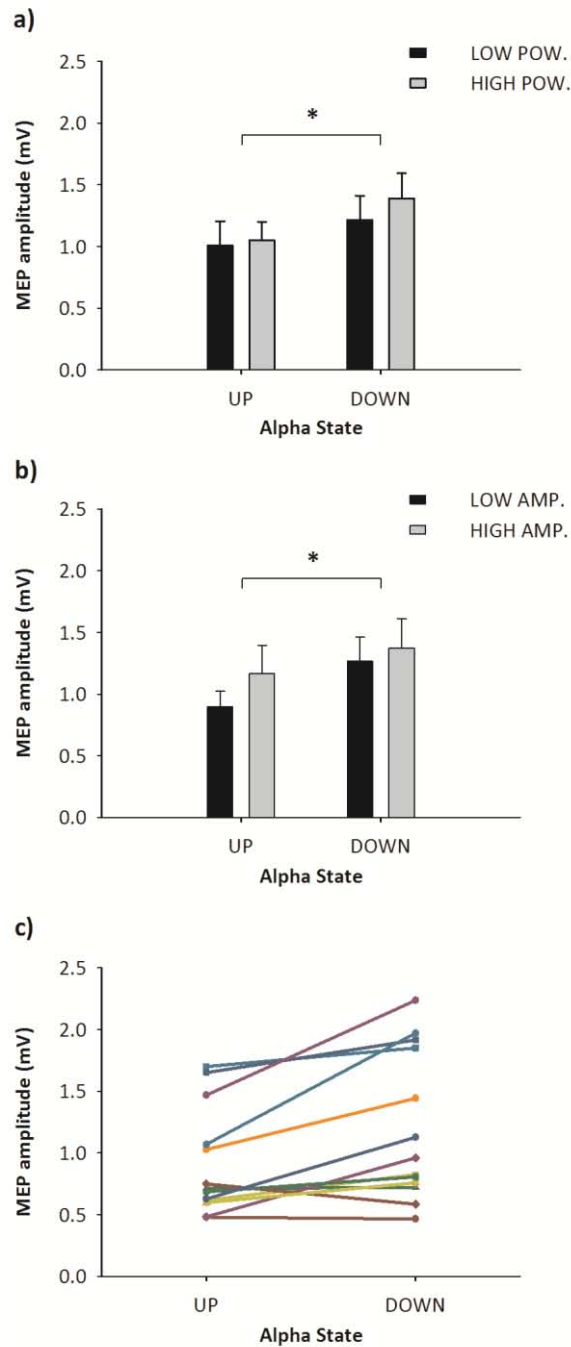 a)
LOW POW.
HIGH POW.
2.5
2.0
1.5
1.0
0.5
0.0
MEP amplitude (mV)
*
UP DOWN
Alpha State
b)
LOW AMP.
HIGH AMP.
2.5
2.0
1.5
1.0
0.5
0.0
MEP amplitude (mV)
*
UP DOWN
Alpha State
c)
2.5
2.0
1.5
1.0
0.5
0.0
MEP amplitude (mV)
UP DOWN
Alpha State